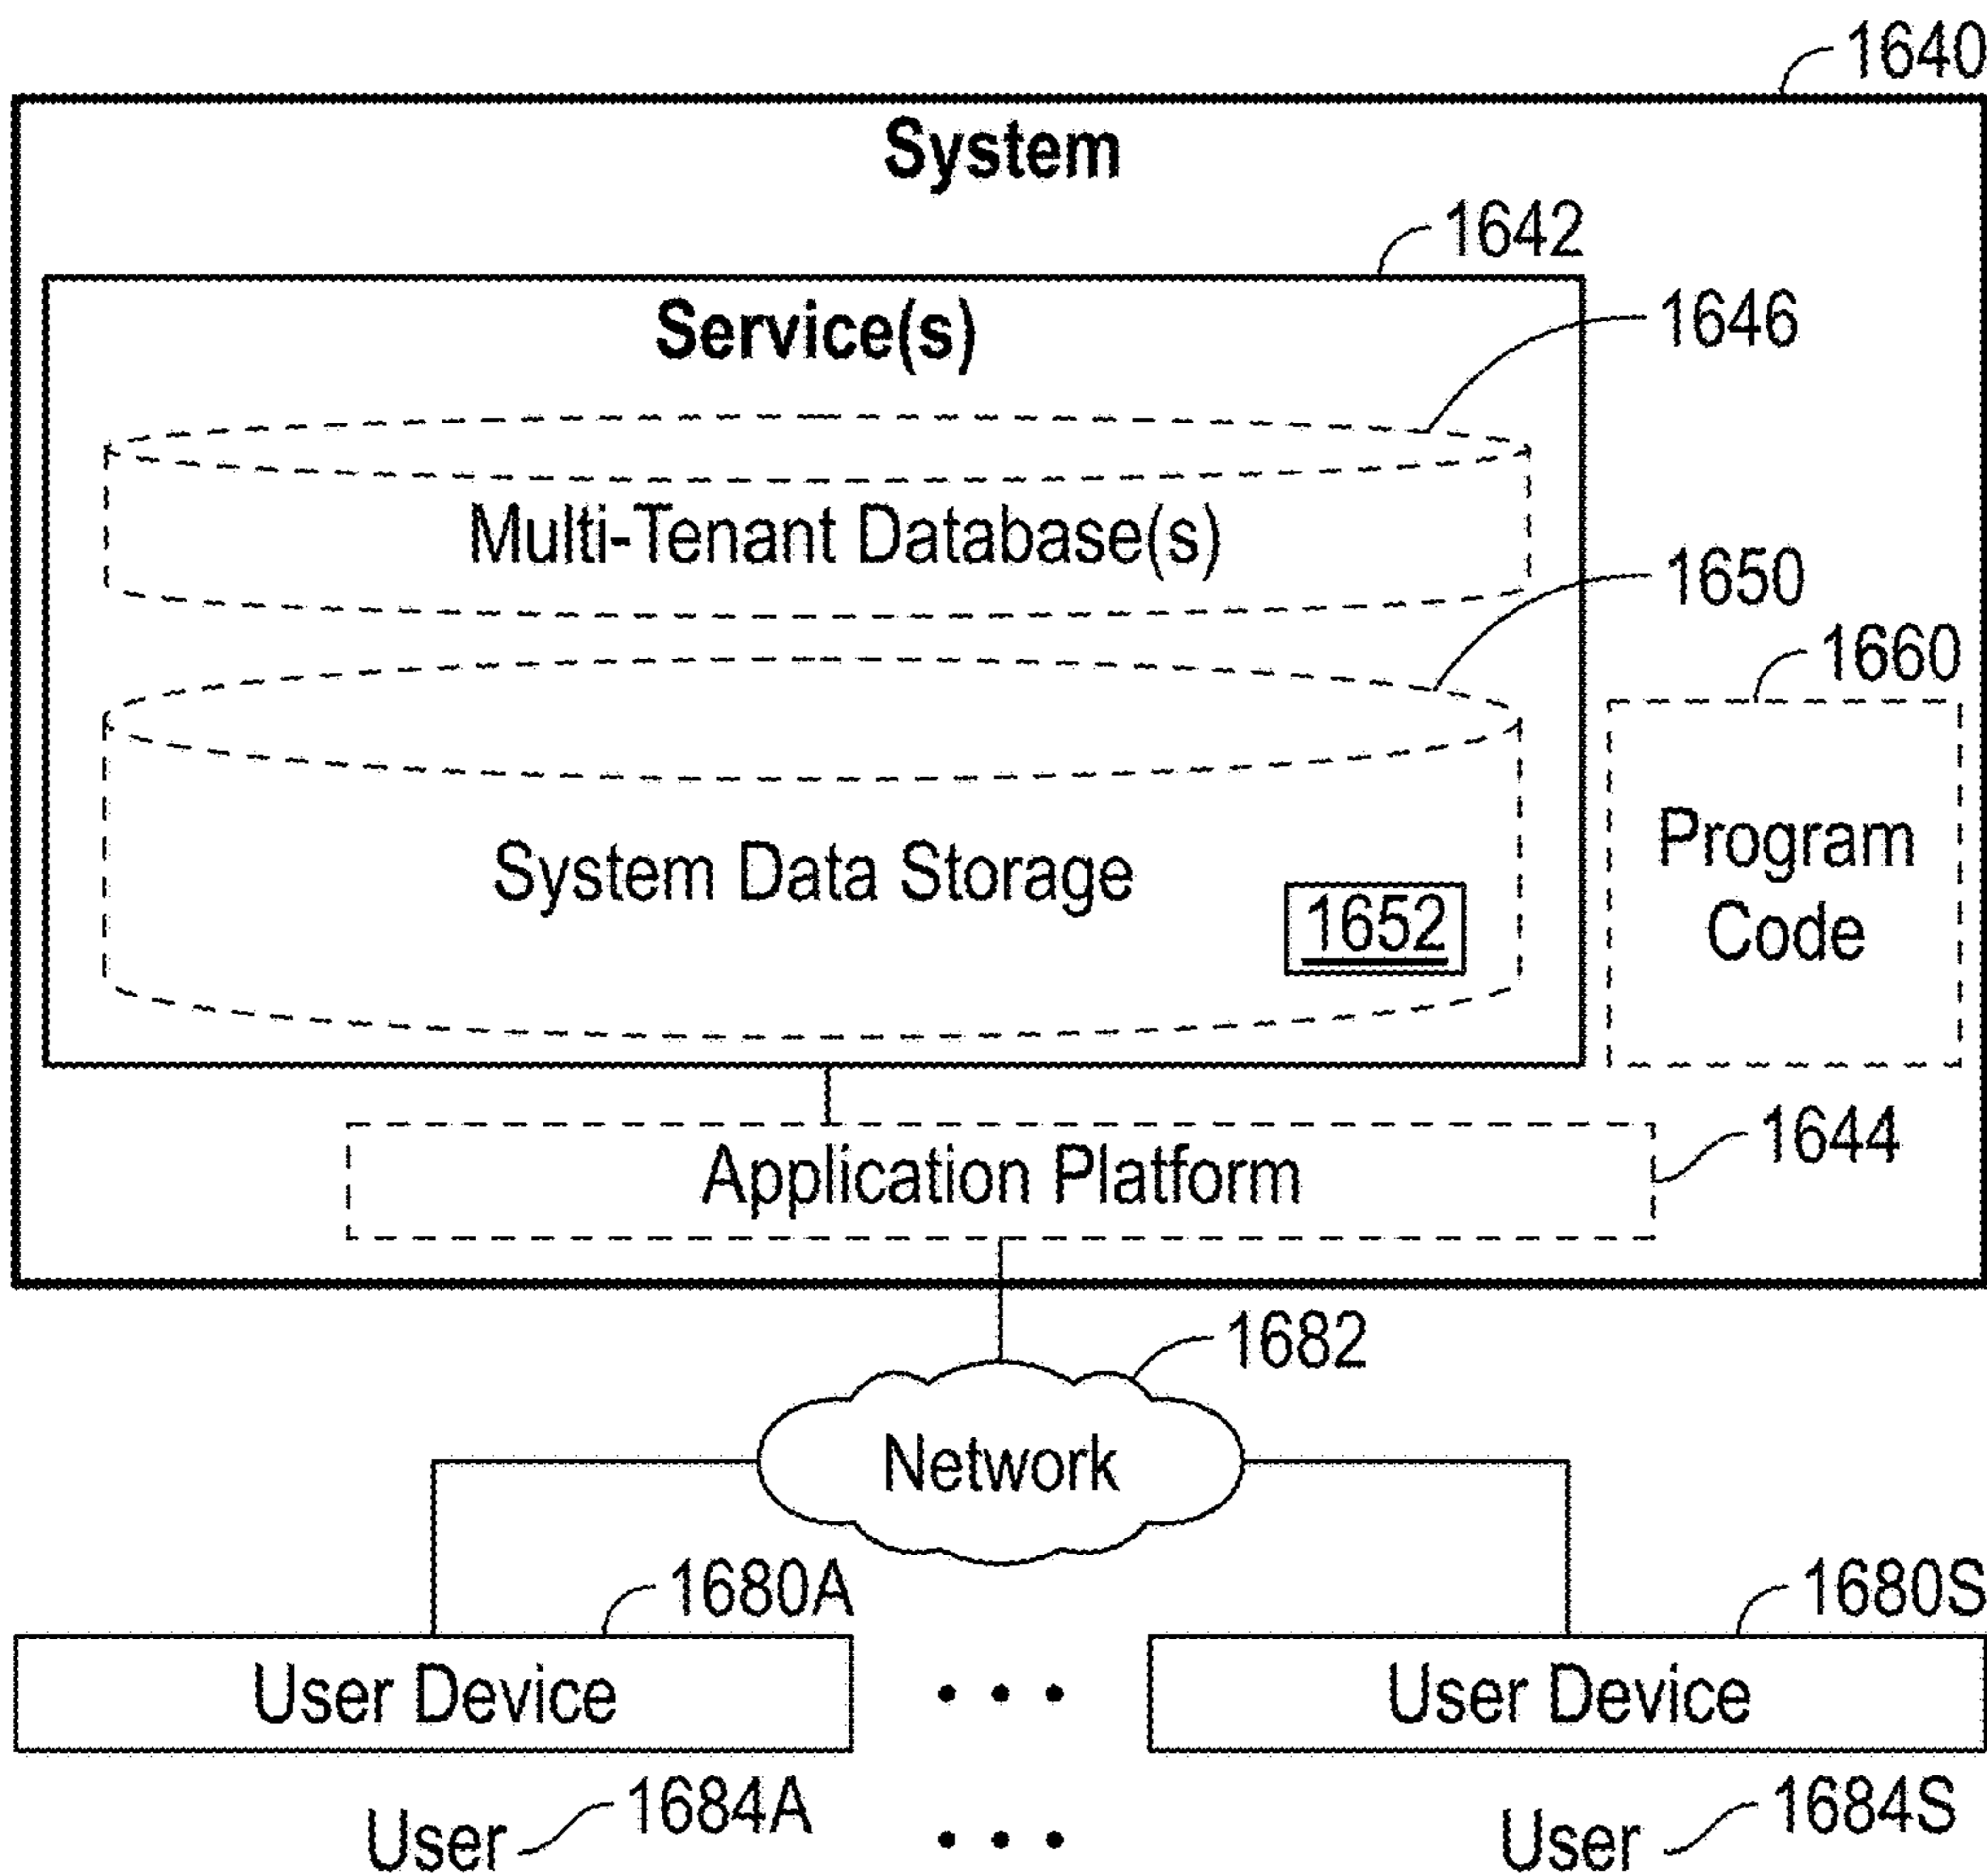 1640
System
1642
Service(s)
1646
Multi-Tenant Database(s)
1650
1660
System Data Storage
1652
Program
Code
Application Platform
1644
1682
Network
1680A
1680S
User Device
• • •
User Device
User
1684A
• • •
User
1684S